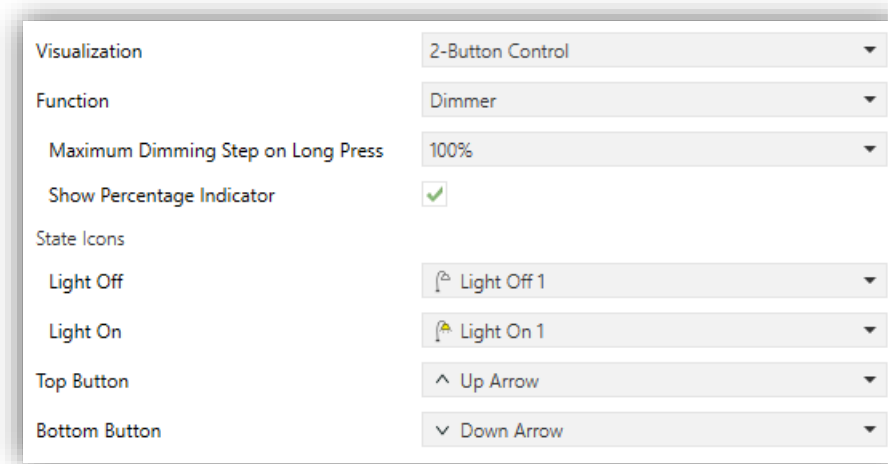 Visualization 2-Button Control
Function Dimmer
Maximum Dimming Step on Long Press 100%
Show Percentage Indicator
State Icons
Light Off Light Off 1
Light On Light On 1
Top Button Up Arrow
Bottom Button Down Arrow